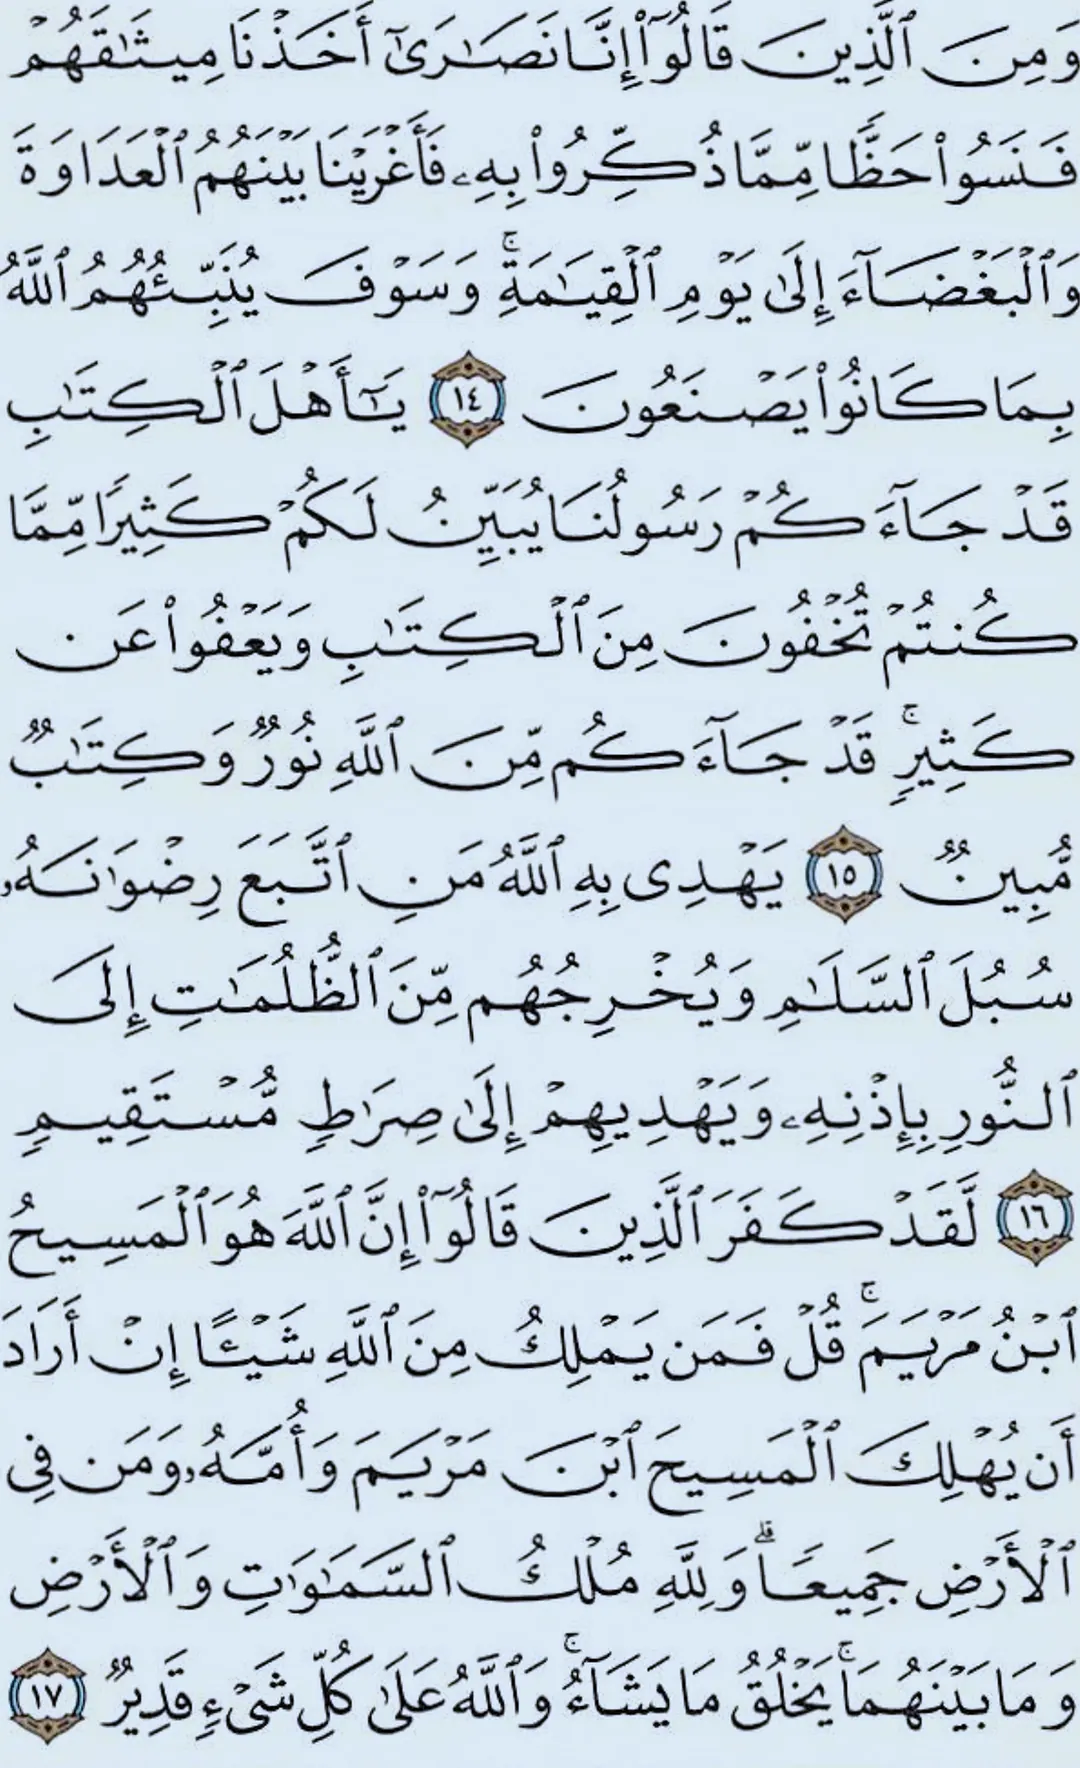 وَمِنَ ٱلَّذِينَ قَالُوٓا۟ إِنَّا نَصَـٰرَىٰٓ أَخَذْنَا مِيثَـٰقَهُمْ
فَنَسُوا۟ حَظًّا مِّمَّا ذُكِّرُوا۟ بِهِۦ فَأَغْرَيْنَا بَيْنَهُمُ ٱلْعَدَاوَةَ
وَٱلْبَغْضَآءَ إِلَىٰ يَوْمِ ٱلْقِيَـٰمَةِ ۚ وَسَوْفَ يُنَبِّئُهُمُ ٱللَّهُ
بِمَا كَانُوا۟ يَصْنَعُونَ ١٤ يَـٰٓأَهْلَ ٱلْكِتَـٰبِ
قَدْ جَآءَكُمْ رَسُولُنَا يُبَيِّنُ لَكُمْ كَثِيرًا مِّمَّا
كُنتُمْ تُخْفُونَ مِنَ ٱلْكِتَـٰبِ وَيَعْفُوا۟ عَن
كَثِيرٍ ۚ قَدْ جَآءَكُم مِّنَ ٱللَّهِ نُورٌ وَكِتَـٰبٌ
مُّبِينٌ ١٥ يَهْدِى بِهِ ٱللَّهُ مَنِ ٱتَّبَعَ رِضْوَٰنَهُۥ
سُبُلَ ٱلسَّلَـٰمِ وَيُخْرِجُهُم مِّنَ ٱلظُّلُمَـٰتِ إِلَى
ٱلنُّورِ بِإِذْنِهِۦ وَيَهْدِيهِمْ إِلَىٰ صِرَٰطٍ مُّسْتَقِيمٍ
١٦ لَّقَدْ كَفَرَ ٱلَّذِينَ قَالُوٓا۟ إِنَّ ٱللَّهَ هُوَ ٱلْمَسِيحُ
ٱبْنُ مَرْيَمَ ۚ قُلْ فَمَن يَمْلِكُ مِنَ ٱللَّهِ شَيْـًٔا إِنْ أَرَادَ
أَن يُهْلِكَ ٱلْمَسِيحَ ٱبْنَ مَرْيَمَ وَأُمَّهُۥ وَمَن فِى
ٱلْأَرْضِ جَمِيعًا ۗ وَلِلَّهِ مُلْكُ ٱلسَّمَـٰوَٰتِ وَٱلْأَرْضِ
وَمَا بَيْنَهُمَا ۚ يَخْلُقُ مَا يَشَآءُ ۚ وَٱللَّهُ عَلَىٰ كُلِّ شَىْءٍ قَدِيرٌ ١٧